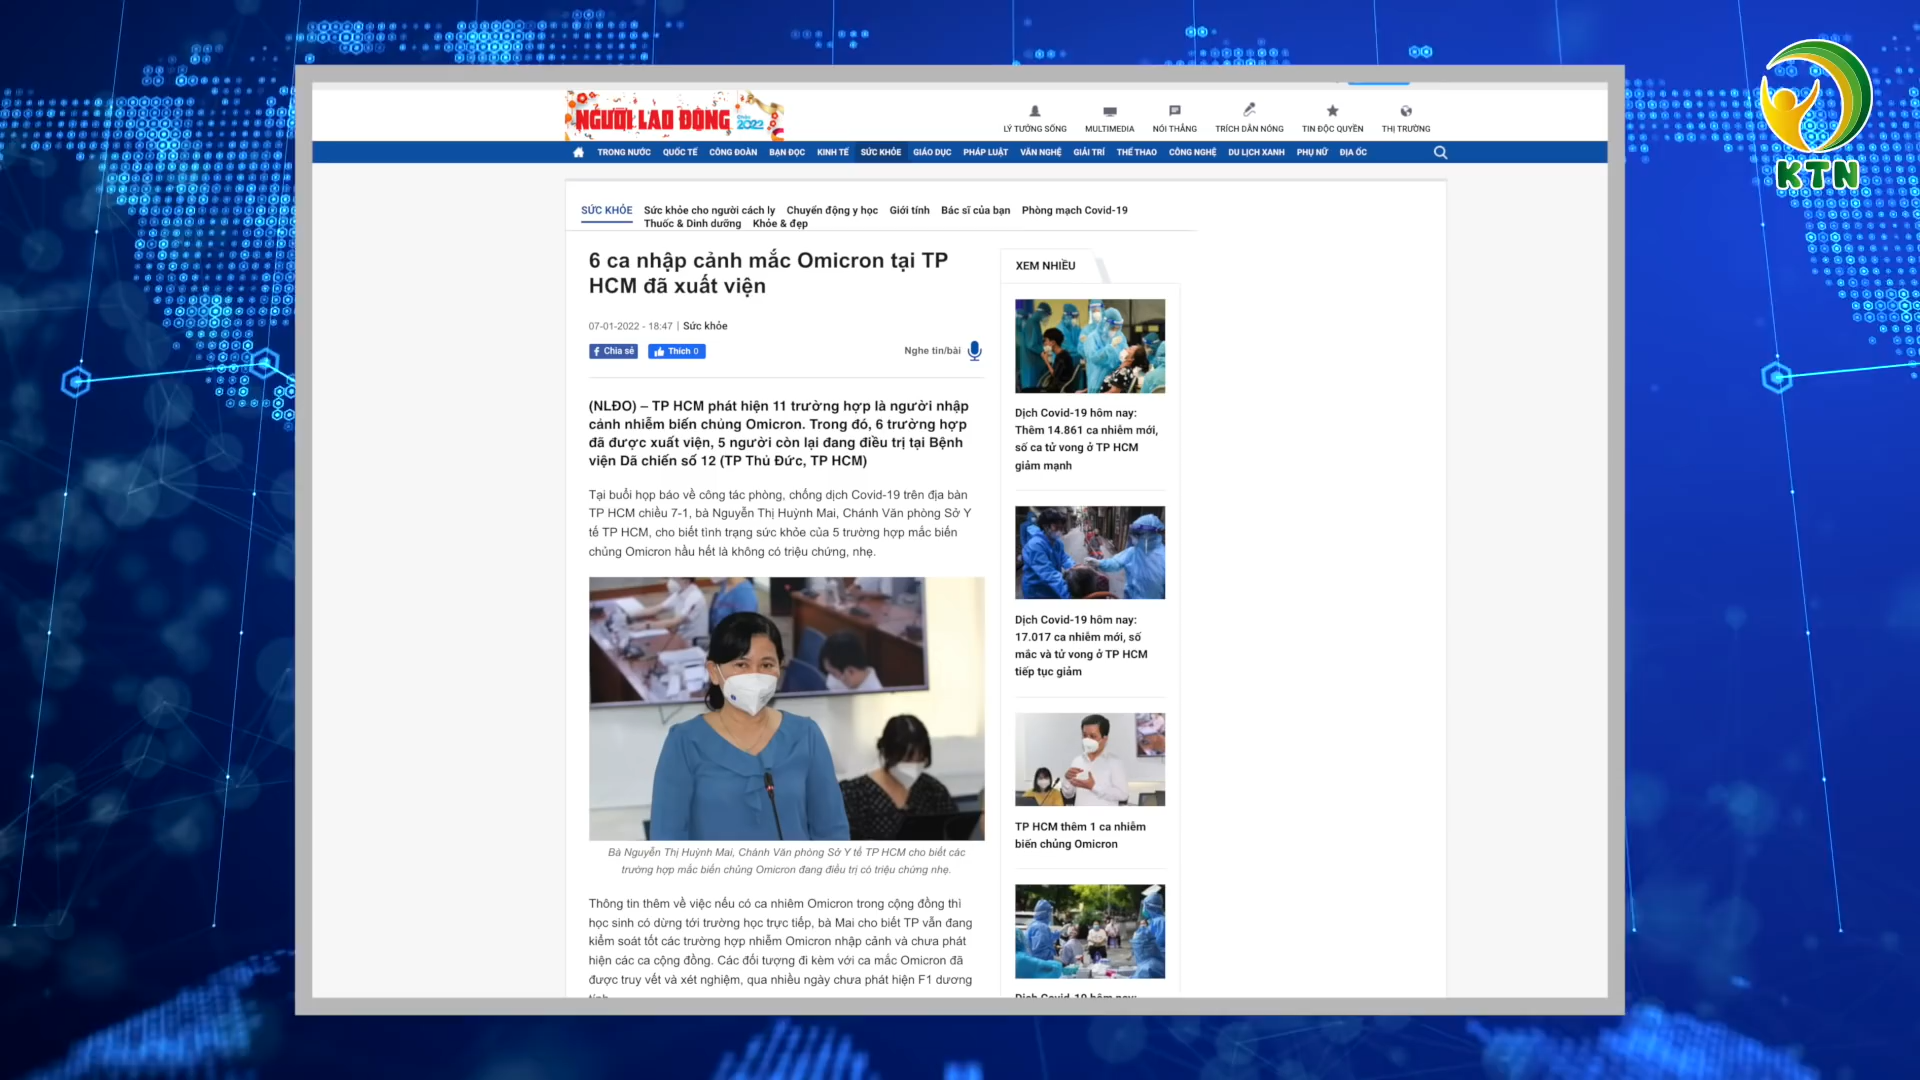 NGƯỜI LAO ĐỘNG
Chào
2022
LÝ TƯỞNG SỐNG MULTIMEDIA NÓI THẲNG TRÍCH DẪN NÓNG TIN ĐỘC QUYỀN THỊ TRƯỜNG
KTN
TRONG NƯỚC QUỐC TẾ CÔNG ĐOÀN BẠN ĐỌC KINH TẾ SỨC KHỎE GIÁO DỤC PHÁP LUẬT VĂN NGHỆ GIẢI TRÍ THỂ THAO CÔNG NGHỆ DU LỊCH XANH PHỤ NỮ ĐỊA ỐC
SỨC KHỎE Sức khỏe cho người cách ly Chuyển động y học Giới tính Bác sĩ của bạn Phòng mạch Covid-19
Thuốc & Dinh dưỡng Khỏe & đẹp
6 ca nhập cảnh mắc Omicron tại TP
HCM đã xuất viện
07-01-2022 - 18:47 | Sức khỏe
Chia sẻ Thích 0
Nghe tin/bài
(NLĐO) – TP HCM phát hiện 11 trường hợp là người nhập
cảnh nhiễm biến chủng Omicron. Trong đó, 6 trường hợp
đã được xuất viện, 5 người còn lại đang điều trị tại Bệnh
viện Dã chiến số 12 (TP Thủ Đức, TP HCM)
Tại buổi họp báo về công tác phòng, chống dịch Covid-19 trên địa bàn
TP HCM chiều 7-1, bà Nguyễn Thị Huỳnh Mai, Chánh Văn phòng Sở Y
tế TP HCM, cho biết tình trạng sức khỏe của 5 trường hợp mắc biến
chủng Omicron hầu hết là không có triệu chứng, nhẹ.
Bà Nguyễn Thị Huỳnh Mai, Chánh Văn phòng Sở Y tế TP HCM cho biết các
trường hợp mắc biến chủng Omicron đang điều trị có triệu chứng nhẹ.
Thông tin thêm về việc nếu có ca nhiêm Omicron trong cộng đồng thì
học sinh có dừng tới trường học trực tiếp, bà Mai cho biết TP vẫn đang
kiểm soát tốt các trường hợp nhiễm Omicron nhập cảnh và chưa phát
hiện các ca cộng đồng. Các đối tượng đi kèm với ca mắc Omicron đã
được truy vết và xét nghiệm, qua nhiều ngày chưa phát hiện F1 dương
tính.
XEM NHIỀU
Dịch Covid-19 hôm nay:
Thêm 14.861 ca nhiễm mới,
số ca tử vong ở TP HCM
giảm mạnh
Dịch Covid-19 hôm nay:
17.017 ca nhiễm mới, số
mắc và tử vong ở TP HCM
tiếp tục giảm
TP HCM thêm 1 ca nhiễm
biến chủng Omicron
Dịch Covid-19 hôm nay: